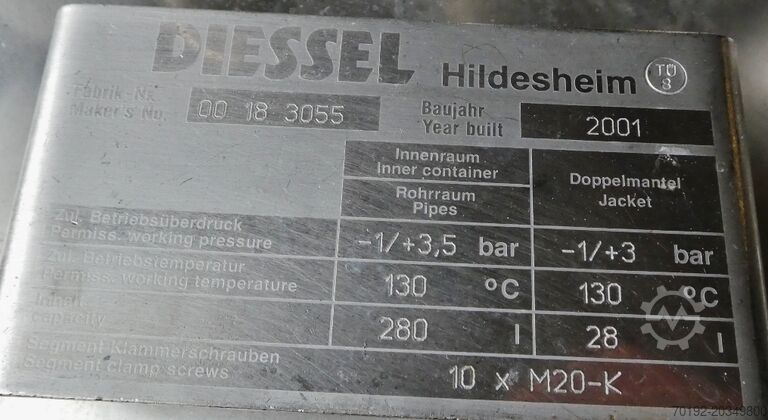 DIESSEL Hildesheim TÜ 8
Fabrik-Nr. 00 18 3055 Baujahr 2001
Maker's No. Year built
Innenraum
Inner container
Doppelmantel
Jacket
Rohrraum
Pipes
Zul. Betriebsüberdruck
Permiss. working pressure
-1/+3,5 bar -1/+3 bar
Zul. Betriebstemperatur
Permiss. working temperature
130 °C 130 °C
Inhalt
capacity
280 l 28 l
Segment Klammerschrauben
Segment clamp screws
10 x M20-K
70192-20349800